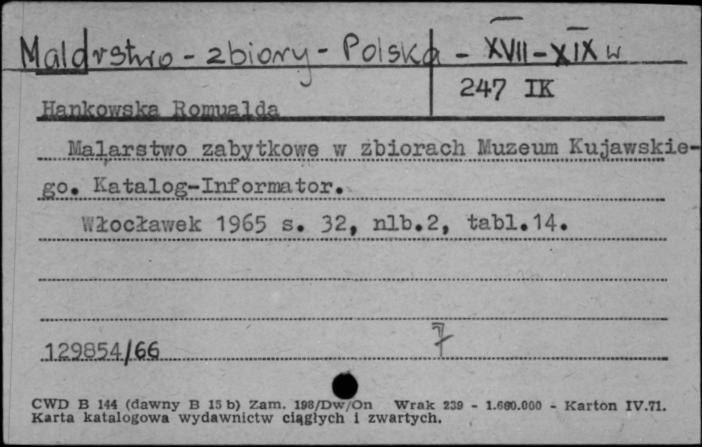 Malarstwo - zbiory - Polska - XVII-XIX w
247 IK
Hankowska Romualda
Malarstwo zabytkowe w zbiorach Muzeum Kujawskie-
go. Katalog-Informator.
Włocławek 1965 s. 32, nlb.2, tabl.14.
129854/66
7
CWD B 144 (dawny B 15 b) Zam. 198/Dw/On Wrak 239 - 1.660.000 - Karton IV.71.
Karta katalogowa wydawnictw ciągłych i zwartych.